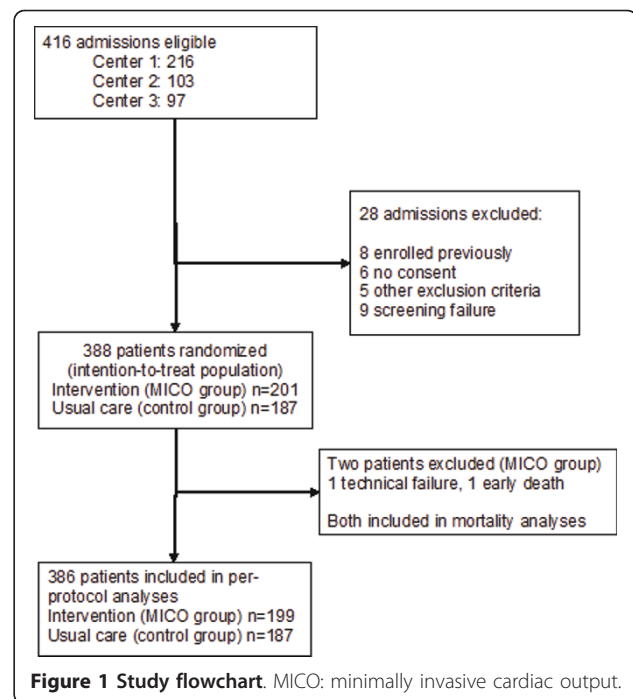 416 admissions eligible
Center 1: 216
Center 2: 103
Center 3: 97
28 admissions excluded:
8 enrolled previously
6 no consent
5 other exclusion criteria
9 screening failure
388 patients randomized
(intention-to-treat population)
Intervention (MICO group) n=201
Usual care (control group) n=187
Two patients excluded (MICO group)
1 technical failure, 1 early death
Both included in mortality analyses
386 patients included in per-
protocol analyses
Intervention (MICO group) n=199
Usual care (control group) n=187
Figure 1 Study flowchart. MICO: minimally invasive cardiac output.